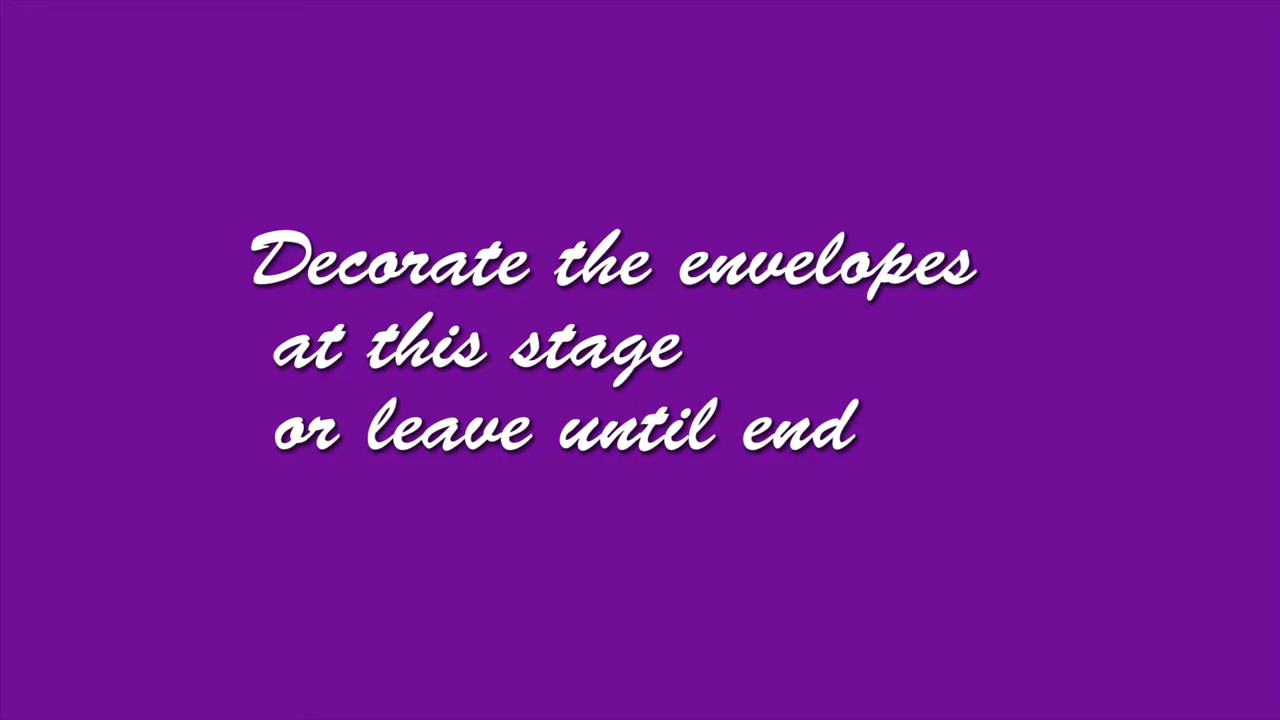 Decorate the envelopes
at this stage
or leave until end